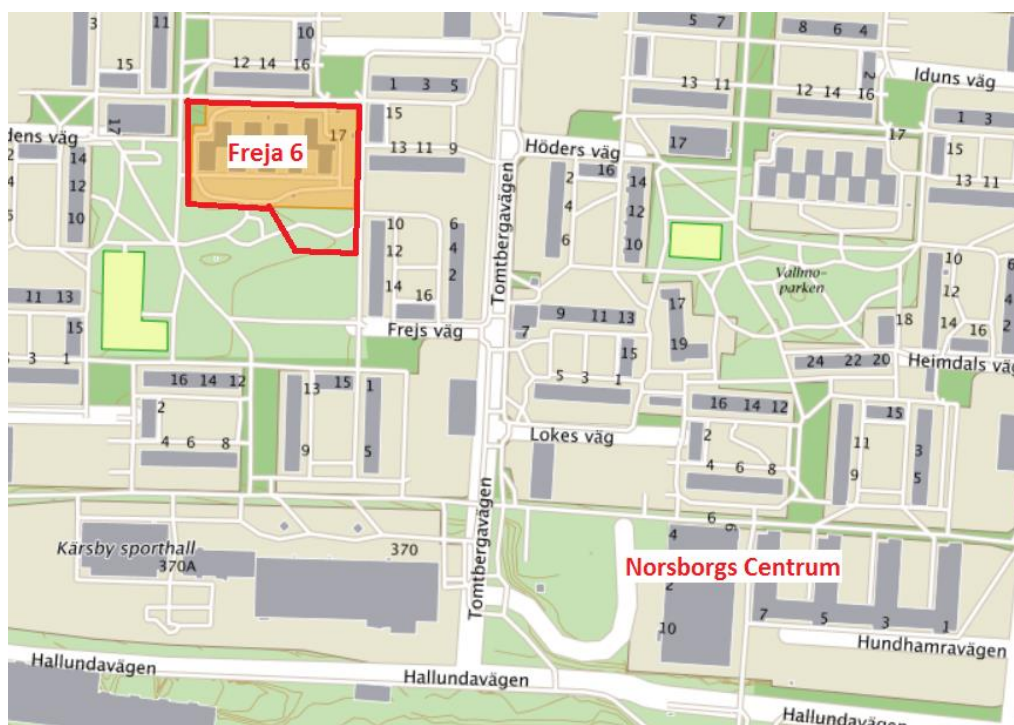 3
11
10
5 7
8 6 4
15
12 14 16
1 3 5
13 11
12 14 16
2
Iduns väg
17
15
17
Freja 6
13 11 9
Höders väg
17
17
1 3
15
13 11
dens väg
2
4
14
12
10
16
2
4
6
14
12
10
Tomtbergavägen
10
12
14
16
6
4
2
Vallmo-
parken
10
12
14
16
4
2
11 13
15
3 1
Frejs väg
7
9 11 13
15
5 3 1
17
19
18
24 22 20
Heimdals väg
16 14 12
2
4 6 8
13
15
1
9
5
Lokes väg
16 14 12
2
4 6 8
15
11
9
3
5
Tomtbergavägen
Kärsby sporthall
370A
370
6
6
4
2
10
Norsborgs Centrum
7 5 3 1
Hundhamravägen
Hallundavägen
Hallundavägen
Hallundavägen